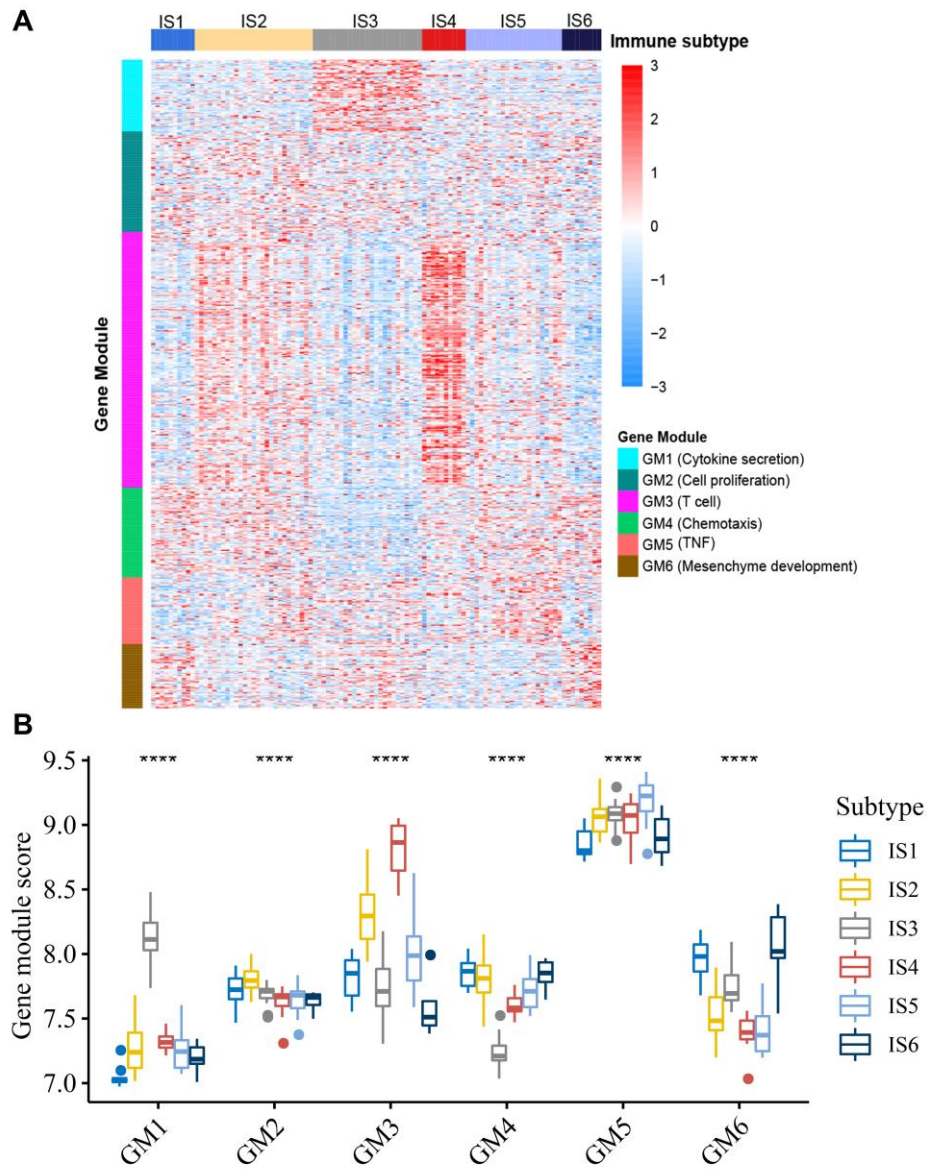 A
IS1 IS2 IS3 IS4 IS5 IS6
Immune subtype
3
2
1
0
−1
−2
−3
Gene Module
Gene Module
GM1 (Cytokine secretion)
GM2 (Cell proliferation)
GM3 (T cell)
GM4 (Chemotaxis)
GM5 (TNF)
GM6 (Mesenchyme development)
B
Gene module score
9.5
9.0
8.5
8.0
7.5
7.0
**** **** **** **** **** ****
GM1 GM2 GM3 GM4 GM5 GM6
Subtype
IS1
IS2
IS3
IS4
IS5
IS6